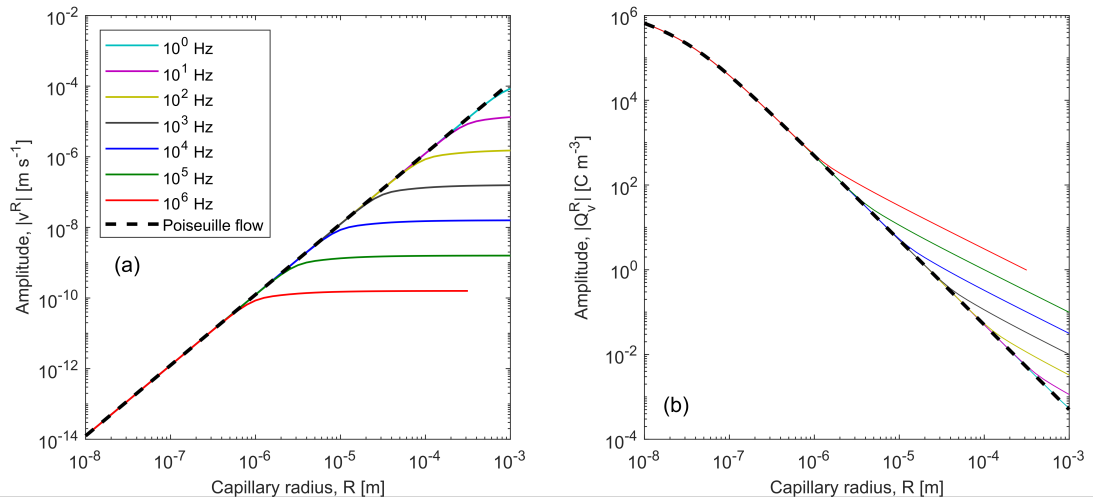 10^-2
10^-4
10^-6
10^-8
10^-10
10^-12
10^-14
Amplitude, |v^R| [m s^-1]
10^0 Hz
10^1 Hz
10^2 Hz
10^3 Hz
10^4 Hz
10^5 Hz
10^6 Hz
Poiseuille flow
(a)
10^-8
10^-7
10^-6
10^-5
10^-4
10^-3
Capillary radius, R [m]
10^6
10^4
10^2
10^0
10^-2
10^-4
Amplitude, |Q_v^R| [C m^-3]
(b)
10^-8
10^-7
10^-6
10^-5
10^-4
10^-3
Capillary radius, R [m]